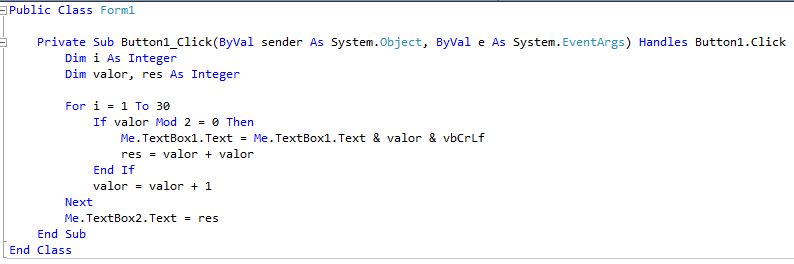 Public Class Form1
Private Sub Button1_Click(ByVal sender As System.Object, ByVal e As System.EventArgs) Handles Button1.Click
Dim i As Integer
Dim valor, res As Integer
For i = 1 To 30
If valor Mod 2 = 0 Then
Me.TextBox1.Text = Me.TextBox1.Text & valor & vbCrLf
res = valor + valor
End If
valor = valor + 1
Next
Me.TextBox2.Text = res
End Sub
End Class